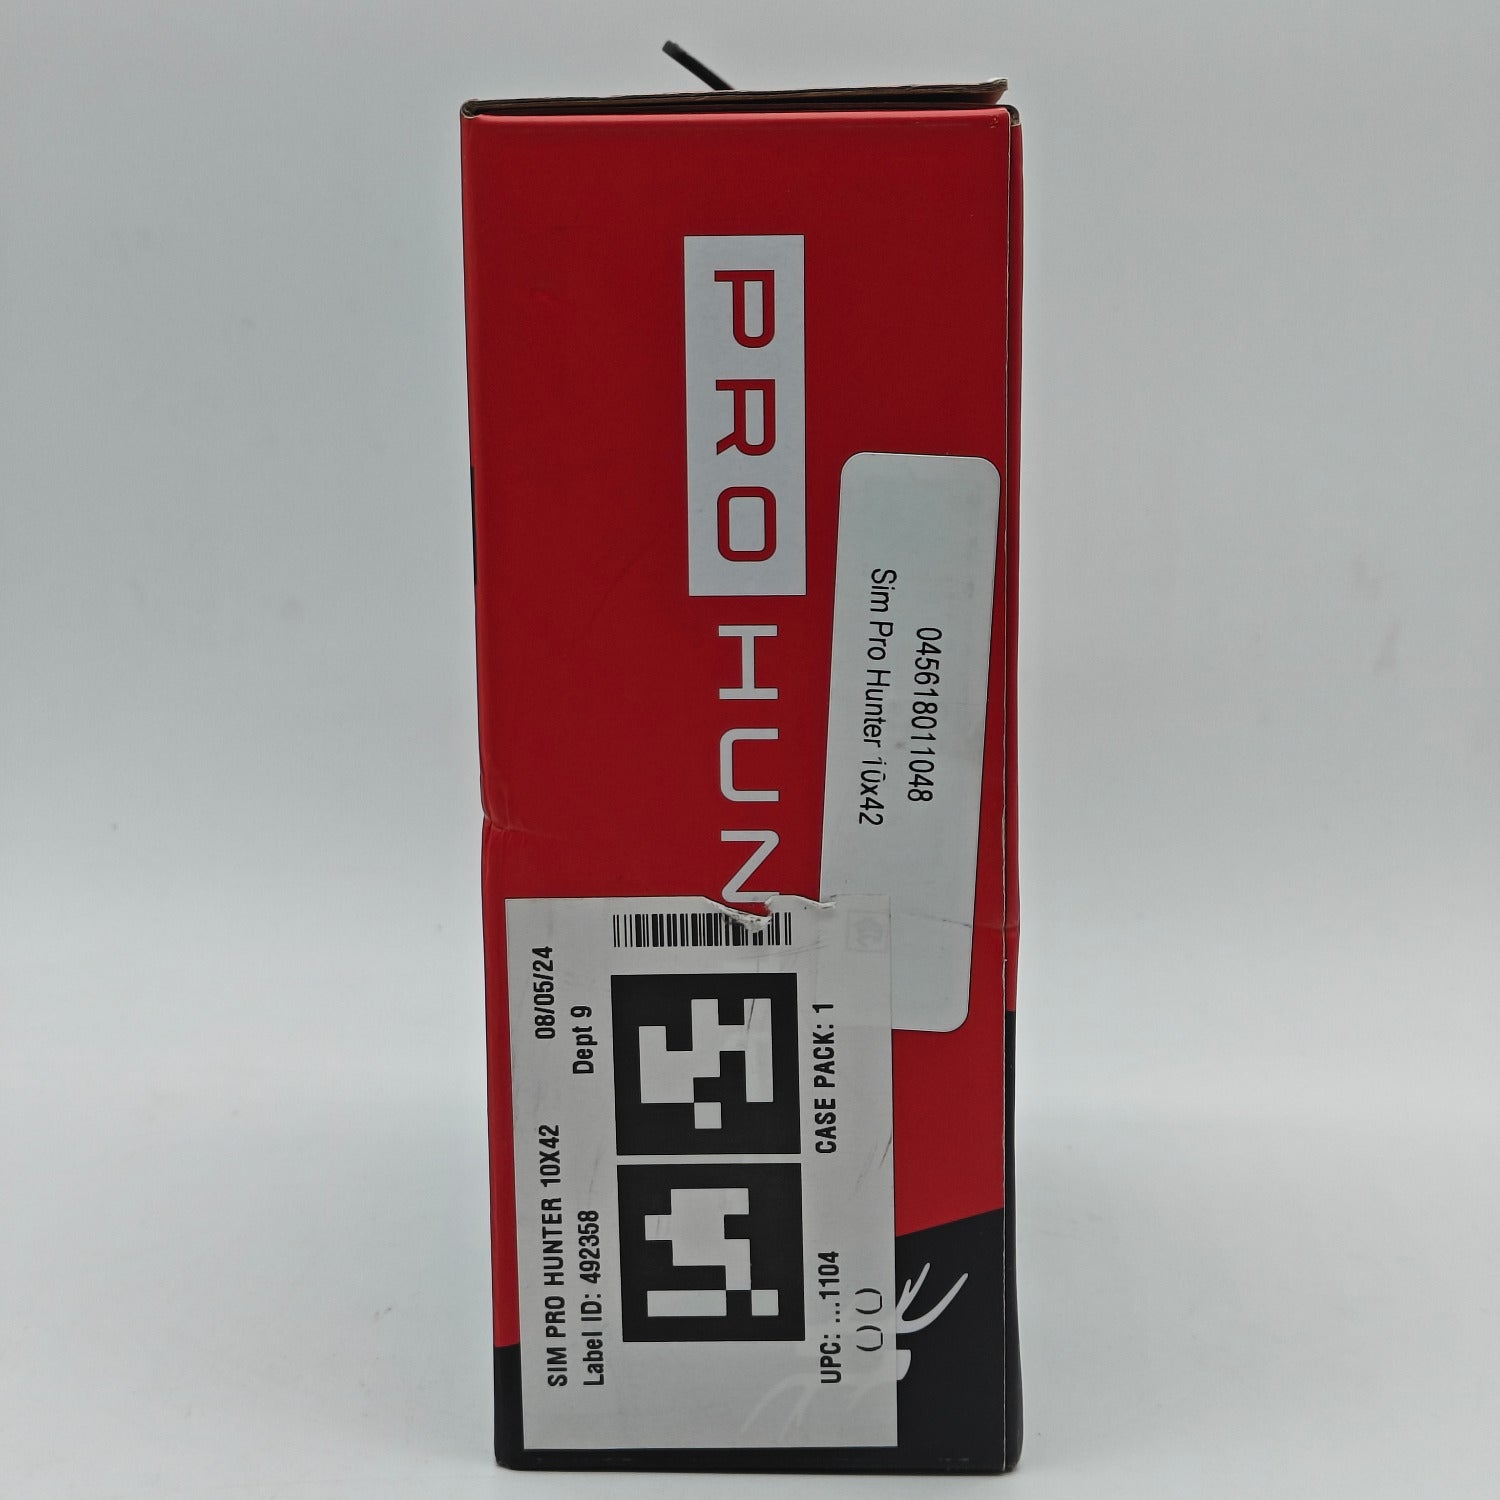 PRO HUN
045618011048
Sim Pro Hunter 10x42
SIM PRO HUNTER 10X42 08/05/24
Label ID: 492358 Dept 9
UPC: ...1104 CASE PACK: 1
() ()